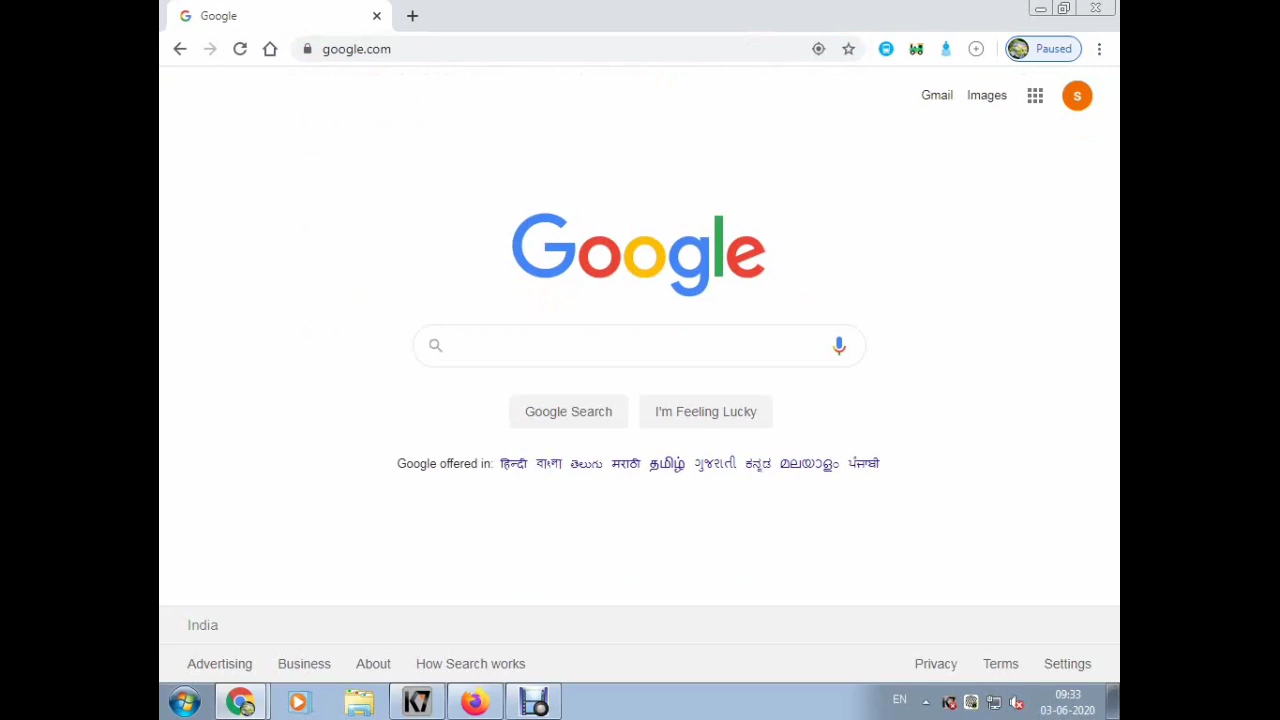 Google
google.com
Paused
Gmail Images
S
Google
Google Search I'm Feeling Lucky
Google offered in: हिन्दी বাংলা తెలుగు मराठी தமிழ் ગુજરાતી ಕನ್ನಡ മലയാളം ਪੰਜਾਬੀ
India
Advertising Business About How Search works Privacy Terms Settings
K7 EN 09:33
03-06-2020